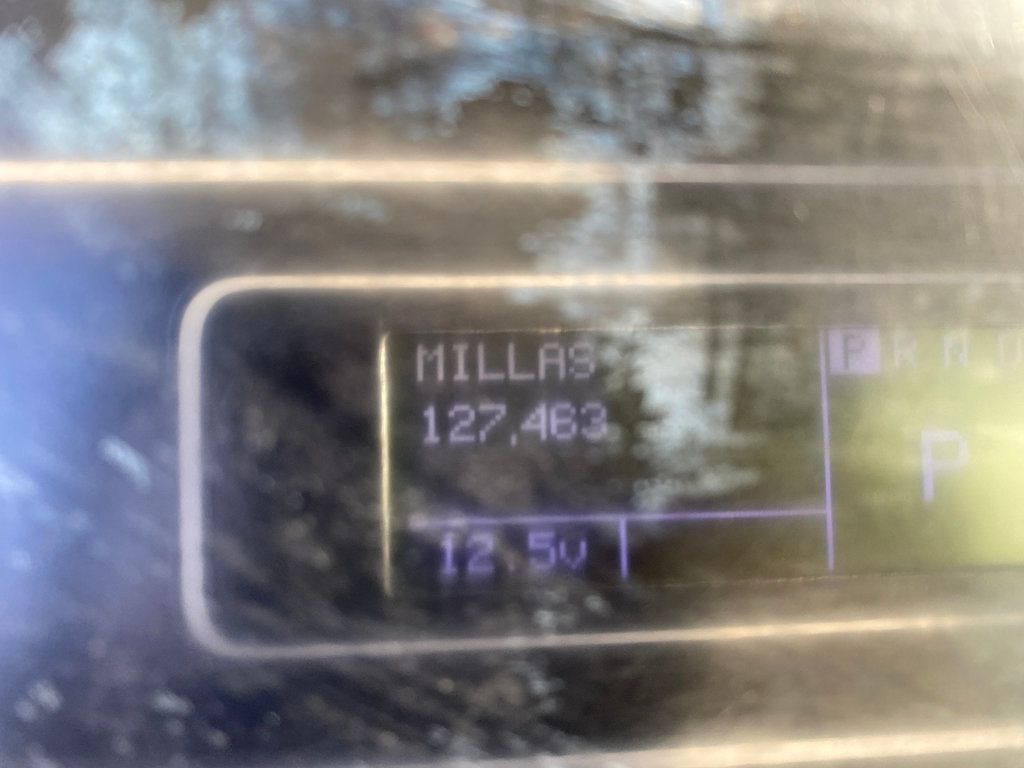 MILLAS
127,463
12.5v
P R N D
P